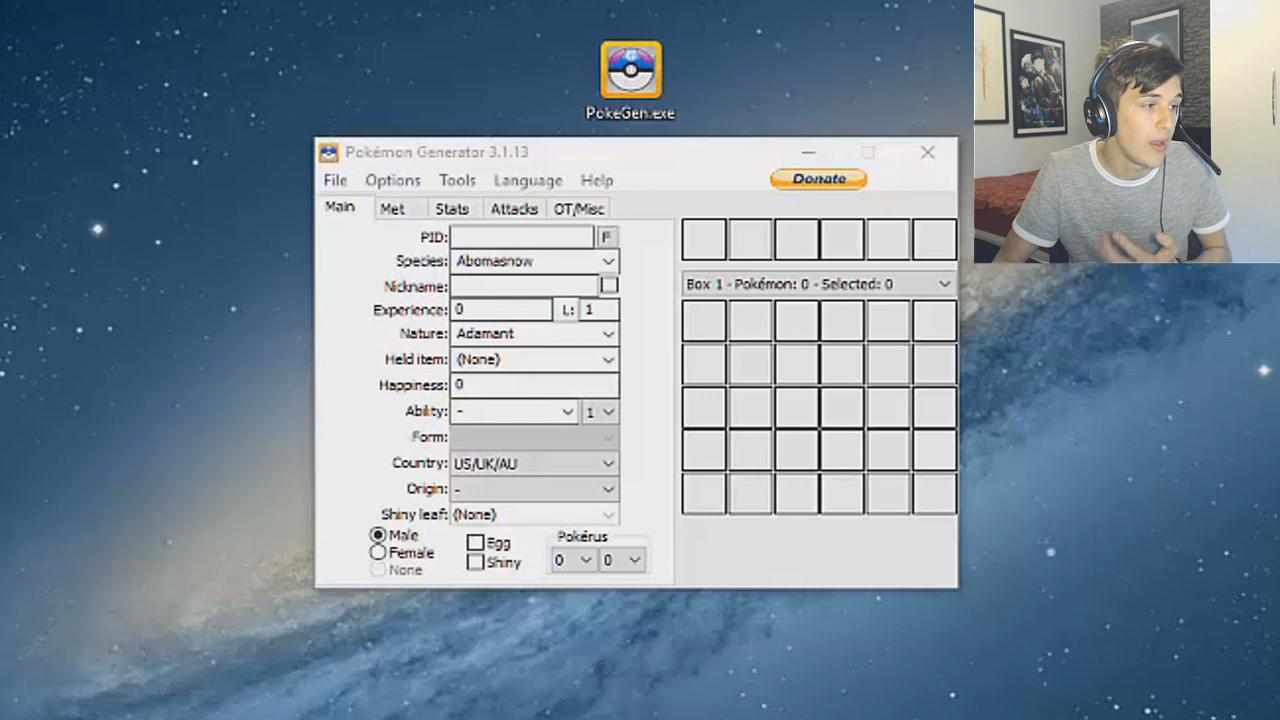 PokeGen.exe
Pokémon Generator 3.1.13
File Options Tools Language Help
Donate
Main Met Stats Attacks OT/Misc
PID: F
Species: Abomasnow
Box 1 - Pokémon: 0 - Selected: 0
Nickname:
Experience: 0 L: 1
Nature: Adamant
Held item: (None)
Happiness: 0
Ability: - 1
Form:
Country: US/UK/AU
Origin: -
Shiny leaf: (None)
Male
Female
None
Egg
Shiny
Pokérus
0 0